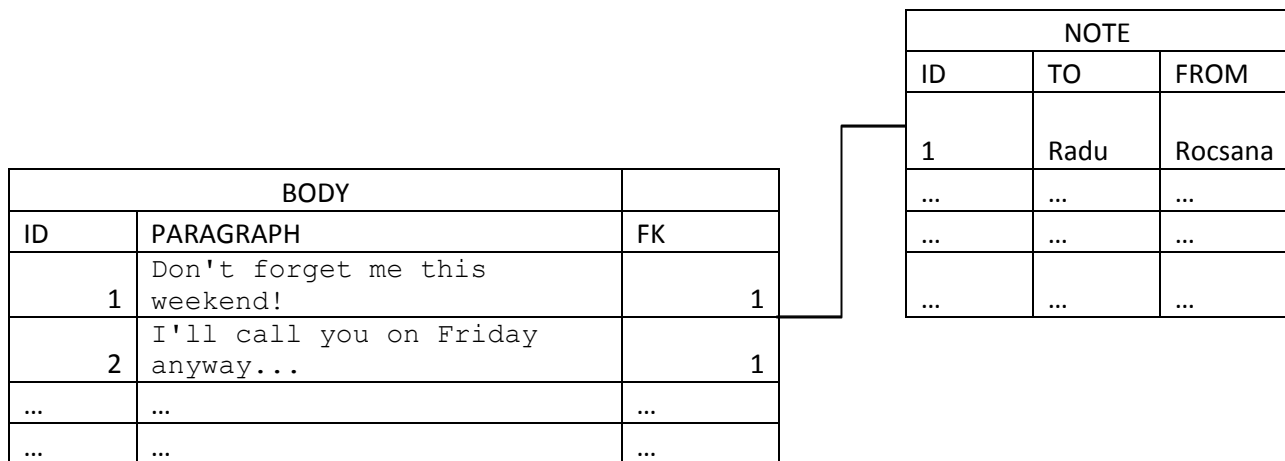 NOTE
ID TO FROM
1 Radu Rocsana
… … …
… … …
… … …
BODY
ID PARAGRAPH FK
Don't forget me this
1 weekend! 1
I'll call you on Friday
2 anyway... 1
… … …
… … …